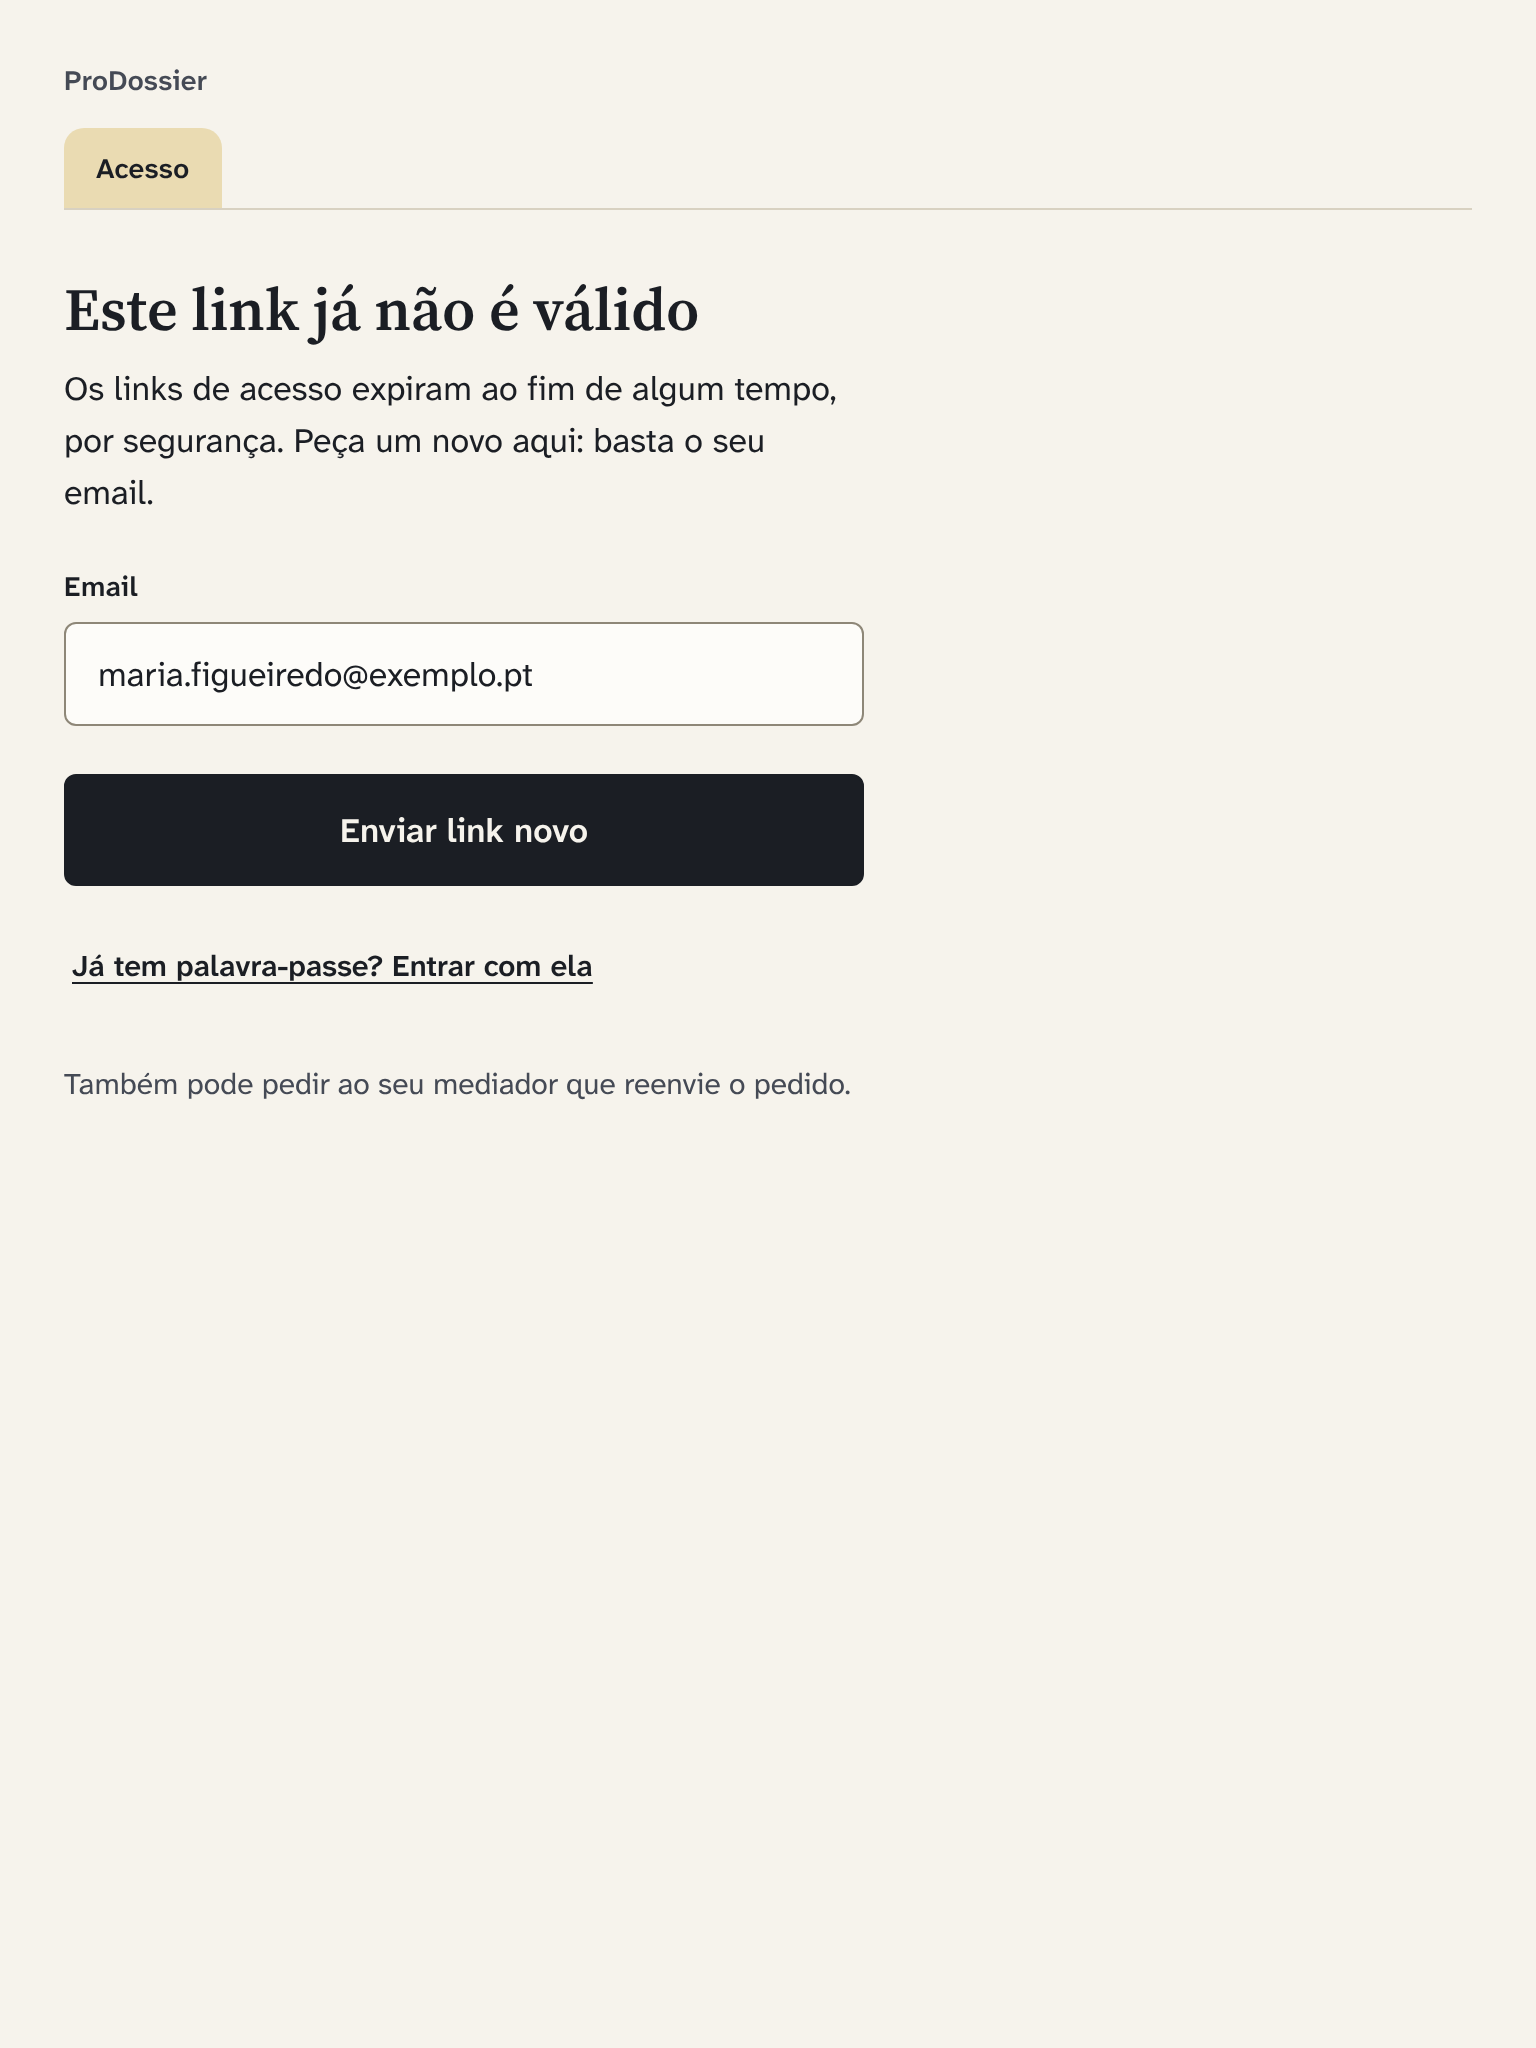 ProDossier
Acesso
Este link já não é válido
Os links de acesso expiram ao fim de algum tempo,
por segurança. Peça um novo aqui: basta o seu
email.
Email
maria.figueiredo@exemplo.pt
Enviar link novo
Já tem palavra-passe? Entrar com ela
Também pode pedir ao seu mediador que reenvie o pedido.